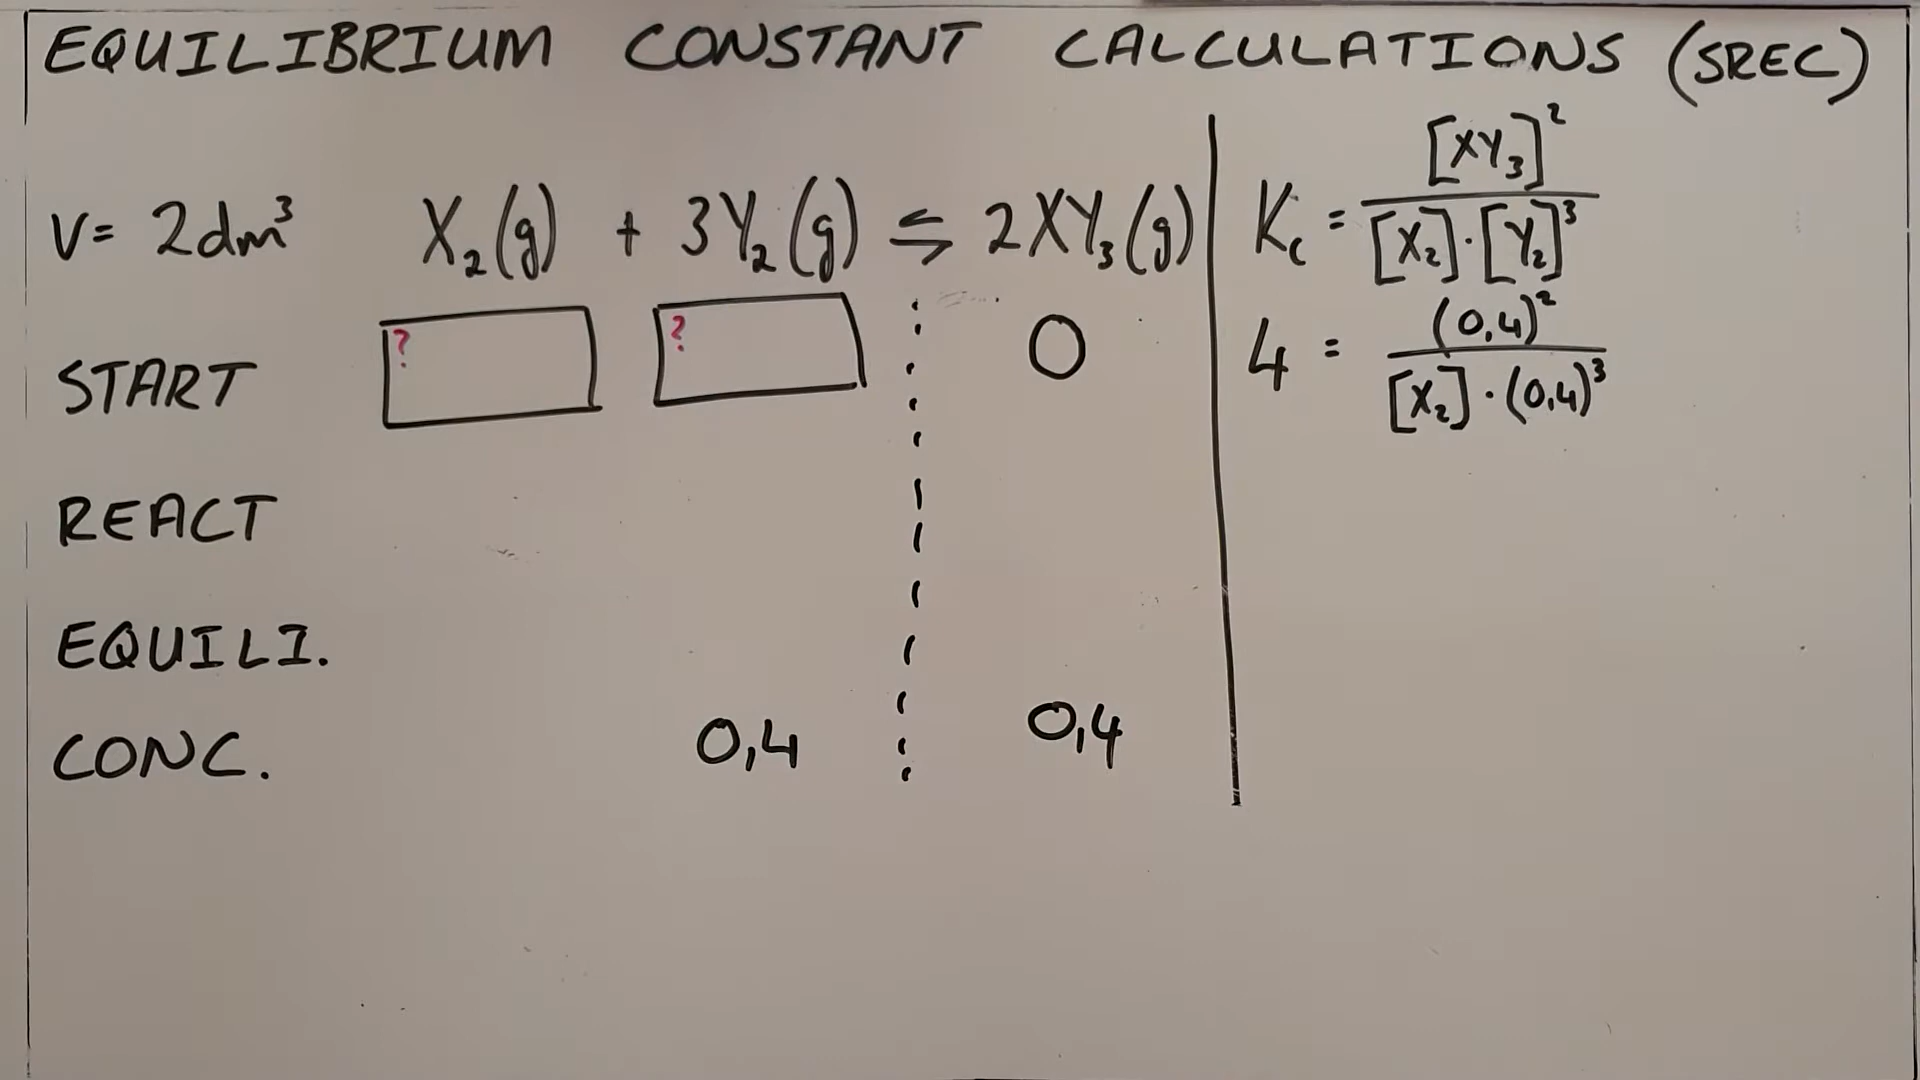 EQUILIBRIUM CONSTANT CALCULATIONS (SREC)
V= 2dm³ X₂(g) + 3Y₂(g) ⇋ 2XY₃(g)
START ? ? 0
REACT
EQUILI.
CONC. 0,4 0,4
Kc = [XY₃]² / [X₂]·[Y₂]³
4 = (0,4)² / [X₂]·(0,4)³